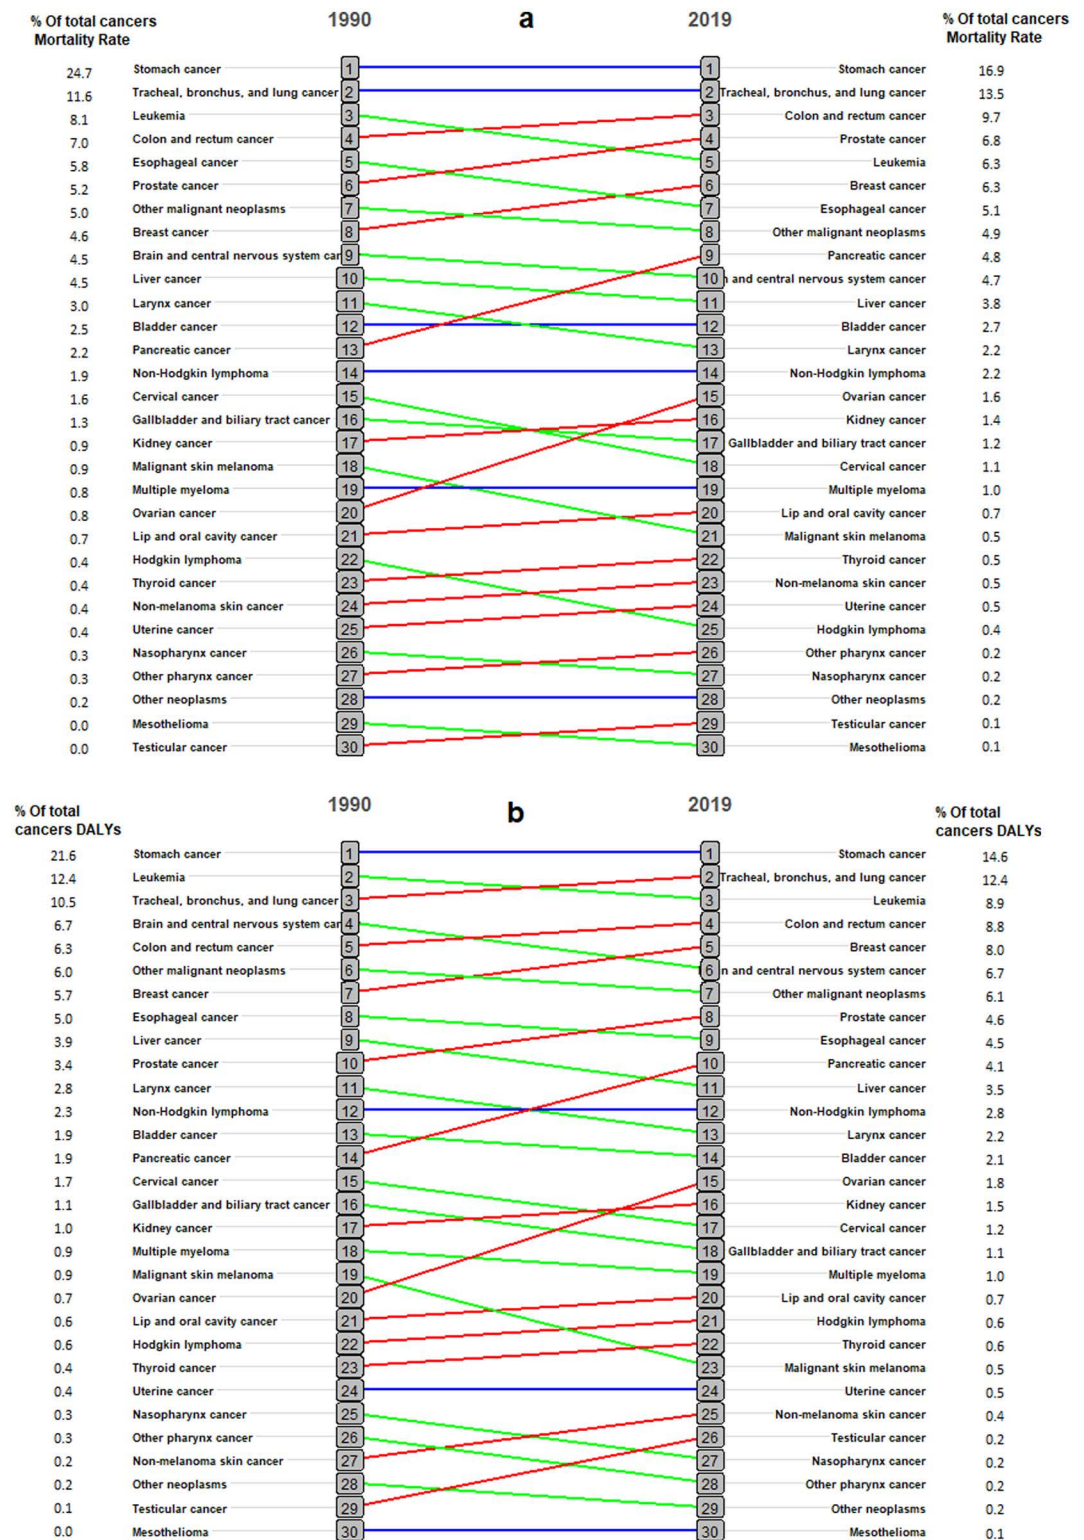 % Of total cancers Mortality Rate 1990 a 2019 % Of total cancers Mortality Rate
24.7 Stomach cancer 1 1 Stomach cancer 16.9
11.6 Tracheal, bronchus, and lung cancer 2 2 Tracheal, bronchus, and lung cancer 13.5
8.1 Leukemia 3 3 Colon and rectum cancer 9.7
7.0 Colon and rectum cancer 4 4 Prostate cancer 6.8
5.8 Esophageal cancer 5 5 Leukemia 6.3
5.2 Prostate cancer 6 6 Breast cancer 6.3
5.0 Other malignant neoplasms 7 7 Esophageal cancer 5.1
4.6 Breast cancer 8 8 Other malignant neoplasms 4.9
4.5 Brain and central nervous system can 9 9 Pancreatic cancer 4.8
4.5 Liver cancer 10 10 n and central nervous system cancer 4.7
3.0 Larynx cancer 11 11 Liver cancer 3.8
2.5 Bladder cancer 12 12 Bladder cancer 2.7
2.2 Pancreatic cancer 13 13 Larynx cancer 2.2
1.9 Non-Hodgkin lymphoma 14 14 Non-Hodgkin lymphoma 2.2
1.6 Cervical cancer 15 15 Ovarian cancer 1.6
1.3 Gallbladder and biliary tract cancer 16 16 Kidney cancer 1.4
0.9 Kidney cancer 17 17 Gallbladder and biliary tract cancer 1.2
0.9 Malignant skin melanoma 18 18 Cervical cancer 1.1
0.8 Multiple myeloma 19 19 Multiple myeloma 1.0
0.8 Ovarian cancer 20 20 Lip and oral cavity cancer 0.7
0.7 Lip and oral cavity cancer 21 21 Malignant skin melanoma 0.5
0.4 Hodgkin lymphoma 22 22 Thyroid cancer 0.5
0.4 Thyroid cancer 23 23 Non-melanoma skin cancer 0.5
0.4 Non-melanoma skin cancer 24 24 Uterine cancer 0.5
0.4 Uterine cancer 25 25 Hodgkin lymphoma 0.4
0.3 Nasopharynx cancer 26 26 Other pharynx cancer 0.2
0.3 Other pharynx cancer 27 27 Nasopharynx cancer 0.2
0.2 Other neoplasms 28 28 Other neoplasms 0.2
0.0 Mesothelioma 29 29 Testicular cancer 0.1
0.0 Testicular cancer 30 30 Mesothelioma 0.1
% Of total cancers DALYs 1990 b 2019 % Of total cancers DALYs
21.6 Stomach cancer 1 1 Stomach cancer 14.6
12.4 Leukemia 2 2 Tracheal, bronchus, and lung cancer 12.4
10.5 Tracheal, bronchus, and lung cancer 3 3 Leukemia 8.9
6.7 Brain and central nervous system can 4 4 Colon and rectum cancer 8.8
6.3 Colon and rectum cancer 5 5 Breast cancer 8.0
6.0 Other malignant neoplasms 6 6 n and central nervous system cancer 6.7
5.7 Breast cancer 7 7 Other malignant neoplasms 6.1
5.0 Esophageal cancer 8 8 Prostate cancer 4.6
3.9 Liver cancer 9 9 Esophageal cancer 4.5
3.4 Prostate cancer 10 10 Pancreatic cancer 4.1
2.8 Larynx cancer 11 11 Liver cancer 3.5
2.3 Non-Hodgkin lymphoma 12 12 Non-Hodgkin lymphoma 2.8
1.9 Bladder cancer 13 13 Larynx cancer 2.2
1.9 Pancreatic cancer 14 14 Bladder cancer 2.1
1.7 Cervical cancer 15 15 Ovarian cancer 1.8
1.1 Gallbladder and biliary tract cancer 16 16 Kidney cancer 1.5
1.0 Kidney cancer 17 17 Cervical cancer 1.2
0.9 Multiple myeloma 18 18 Gallbladder and biliary tract cancer 1.1
0.9 Malignant skin melanoma 19 19 Multiple myeloma 1.0
0.7 Ovarian cancer 20 20 Lip and oral cavity cancer 0.7
0.6 Lip and oral cavity cancer 21 21 Hodgkin lymphoma 0.6
0.6 Hodgkin lymphoma 22 22 Thyroid cancer 0.6
0.4 Thyroid cancer 23 23 Malignant skin melanoma 0.5
0.4 Uterine cancer 24 24 Uterine cancer 0.5
0.3 Nasopharynx cancer 25 25 Non-melanoma skin cancer 0.4
0.3 Other pharynx cancer 26 26 Testicular cancer 0.2
0.2 Non-melanoma skin cancer 27 27 Nasopharynx cancer 0.2
0.2 Other neoplasms 28 28 Other pharynx cancer 0.2
0.1 Testicular cancer 29 29 Other neoplasms 0.2
0.0 Mesothelioma 30 30 Mesothelioma 0.1